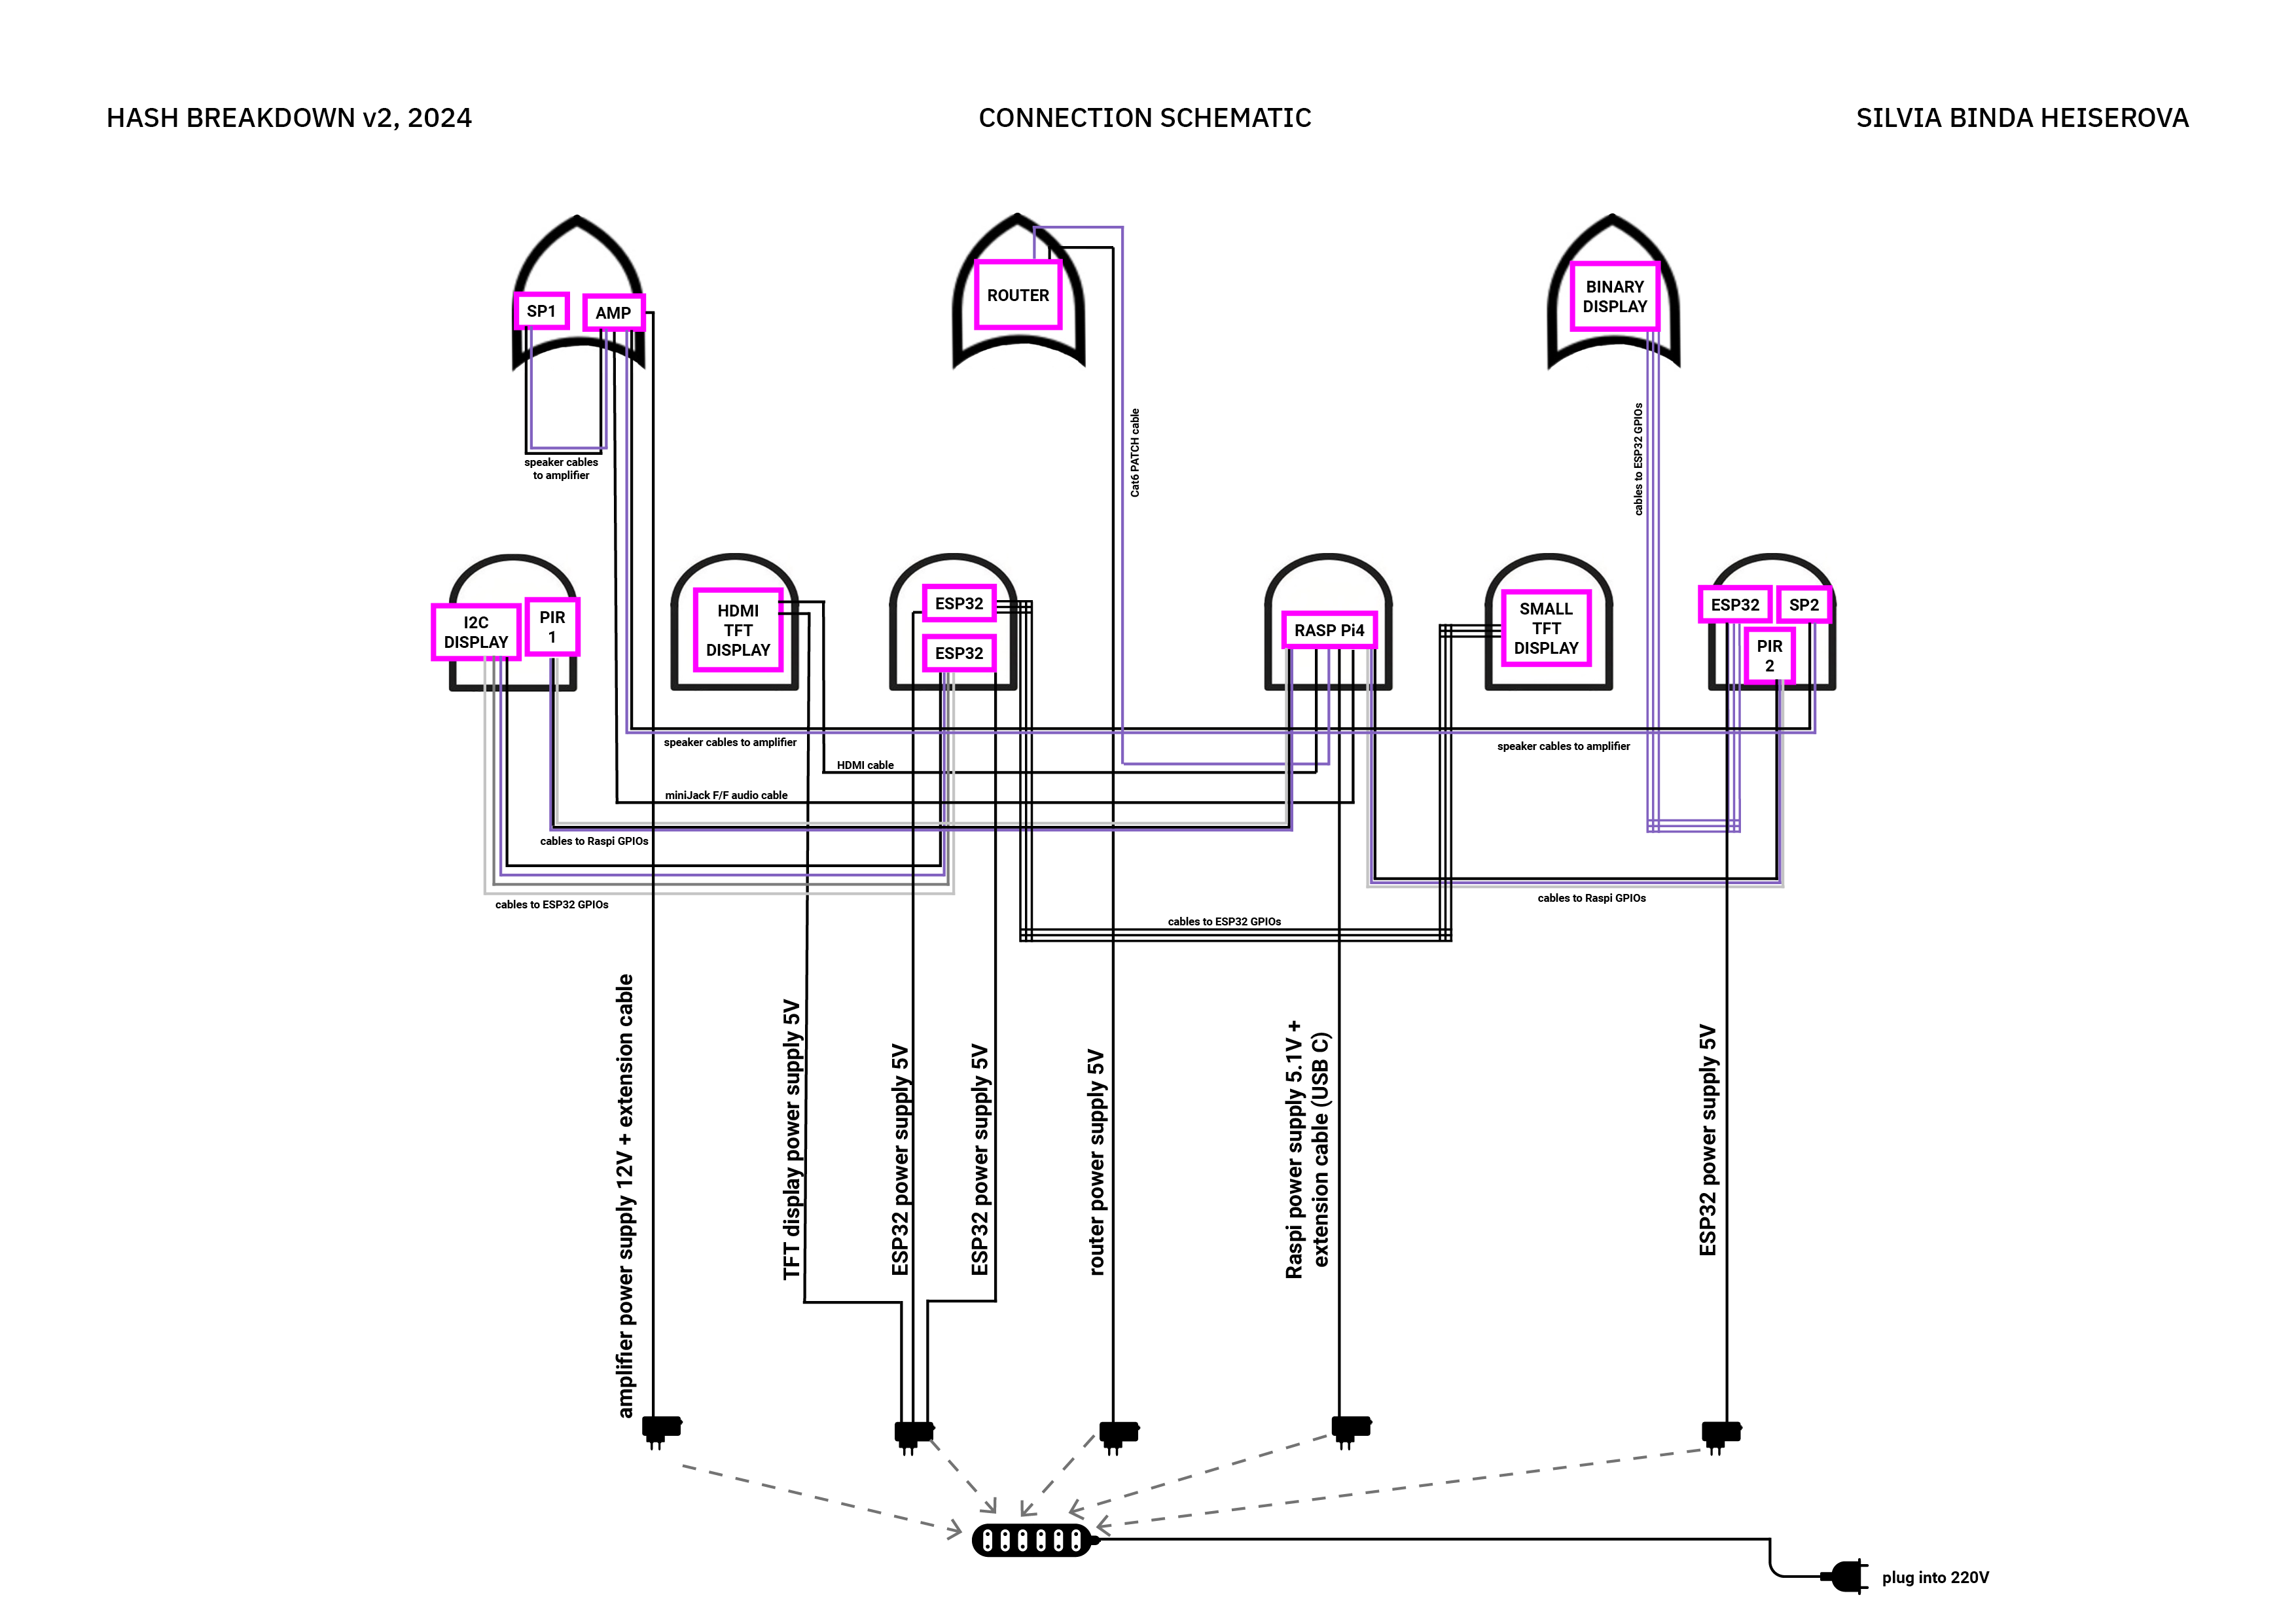 HASH BREAKDOWN v2, 2024
CONNECTION SCHEMATIC
SILVIA BINDA HEISEROVA
SP1
AMP
ROUTER
BINARY
DISPLAY
speaker cables
to amplifier
Cat6 PATCH cable
cables to ESP32 GPIOs
I2C
DISPLAY
PIR
1
HDMI
TFT
DISPLAY
ESP32
ESP32
RASP Pi4
SMALL
TFT
DISPLAY
ESP32
SP2
PIR
2
speaker cables to amplifier
speaker cables to amplifier
HDMI cable
miniJack F/F audio cable
cables to Raspi GPIOs
cables to ESP32 GPIOs
cables to Raspi GPIOs
cables to ESP32 GPIOs
amplifier power supply 12V + extension cable
TFT display power supply 5V
ESP32 power supply 5V
ESP32 power supply 5V
router power supply 5V
Raspi power supply 5.1V +
extension cable (USB C)
ESP32 power supply 5V
plug into 220V